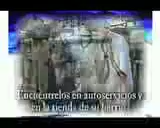 Encuéntrelos en autoservicios y
en la tienda de su barrio